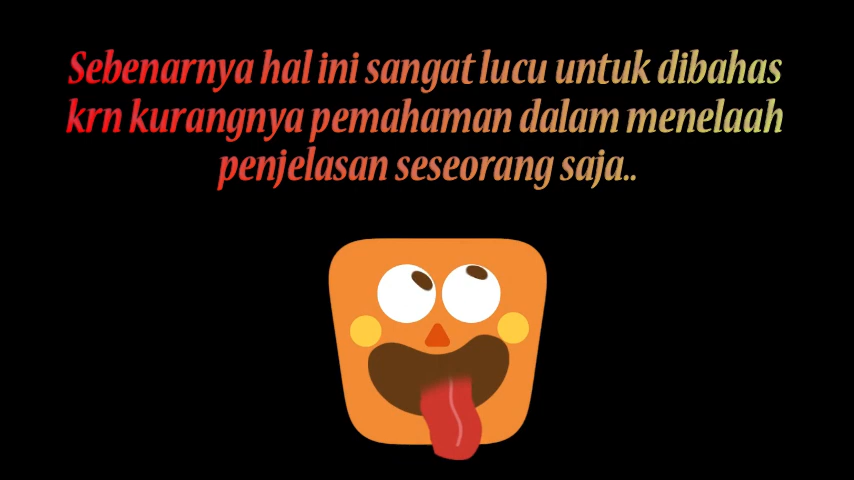 Sebenarnya hal ini sangat lucu untuk dibahas
krn kurangnya pemahaman dalam menelaah
penjelasan seseorang saja..